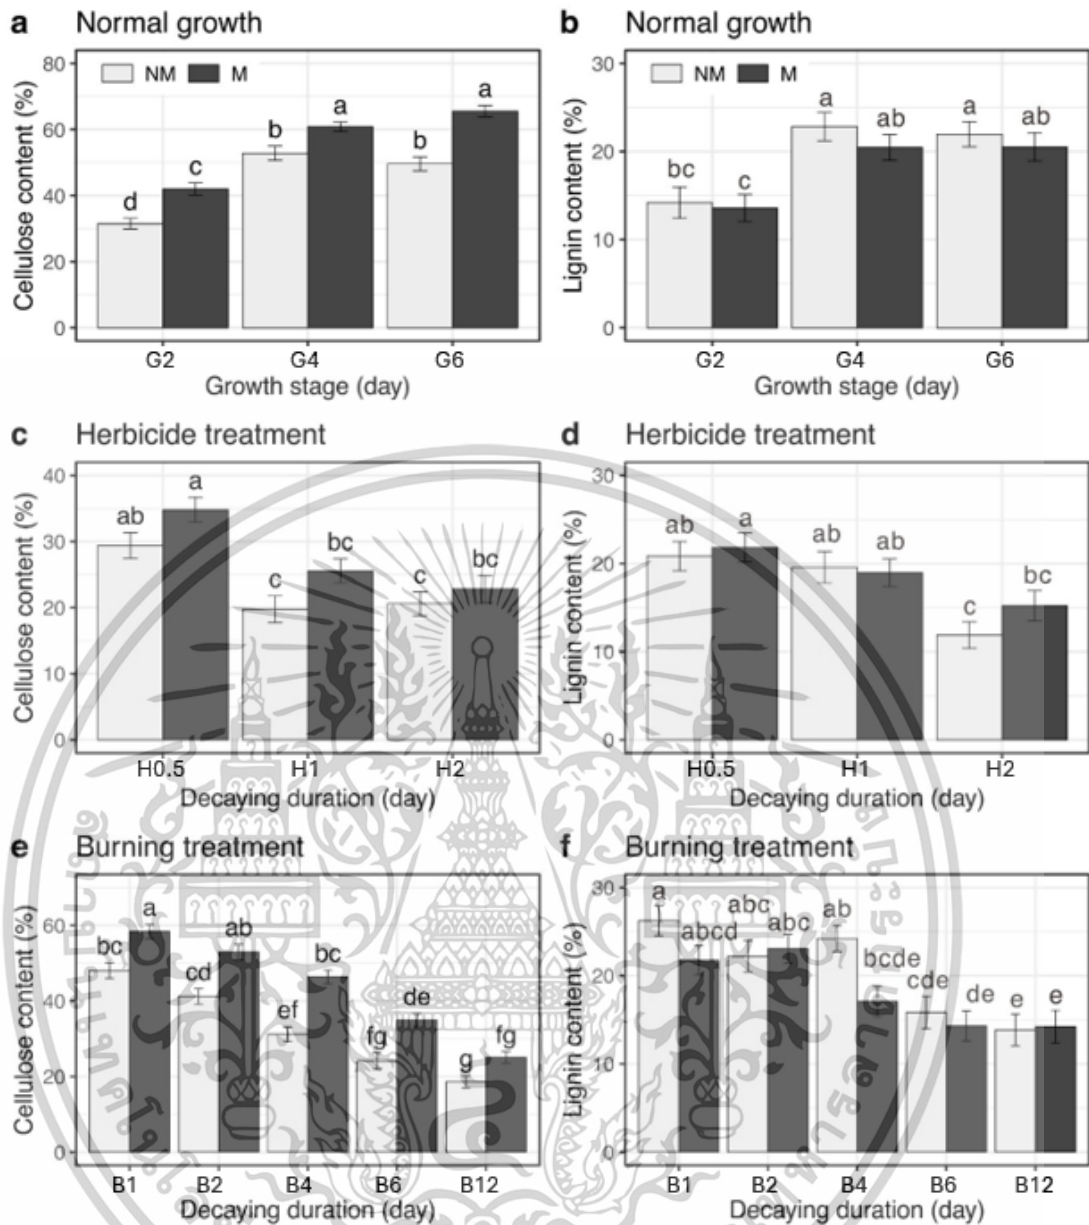 a Normal growth
Cellulose content (%)
80
60
40
20
0
NM M
d
c
b
a
b
a
G2 G4 G6
Growth stage (day)
b Normal growth
Lignin content (%)
30
20
10
0
NM M
bc
c
a
ab
a
ab
G2 G4 G6
Growth stage (day)
c Herbicide treatment
Cellulose content (%)
40
30
20
10
0
ab
a
c
bc
c
bc
H0.5 H1 H2
Decaying duration (day)
d Herbicide treatment
Lignin content (%)
30
20
10
0
ab
a
ab
ab
c
bc
H0.5 H1 H2
Decaying duration (day)
e Burning treatment
Cellulose content (%)
60
40
20
0
bc
a
cd
ab
ef
bc
fg
de
g
fg
B1 B2 B4 B6 B12
Decaying duration (day)
f Burning treatment
Lignin content (%)
30
20
10
0
a
abcd
abc
abc
ab
bcde
cde
de
e
e
B1 B2 B4 B6 B12
Decaying duration (day)